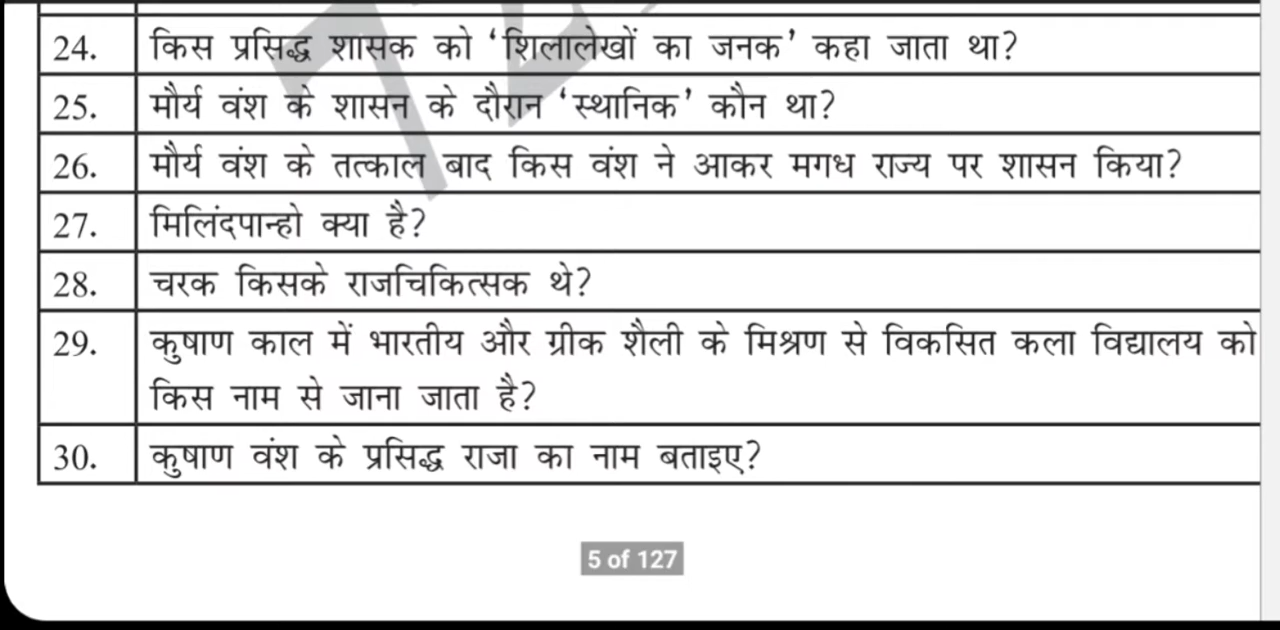 24. किस प्रसिद्ध शासक को ‘शिलालेखों का जनक’ कहा जाता था?
25. मौर्य वंश के शासन के दौरान ‘स्थानिक’ कौन था?
26. मौर्य वंश के तत्काल बाद किस वंश ने आकर मगध राज्य पर शासन किया?
27. मिलिंदपान्हो क्या है?
28. चरक किसके राजचिकित्सक थे?
29. कुषाण काल में भारतीय और ग्रीक शैली के मिश्रण से विकसित कला विद्यालय को
किस नाम से जाना जाता है?
30. कुषाण वंश के प्रसिद्ध राजा का नाम बताइए?
5 of 127